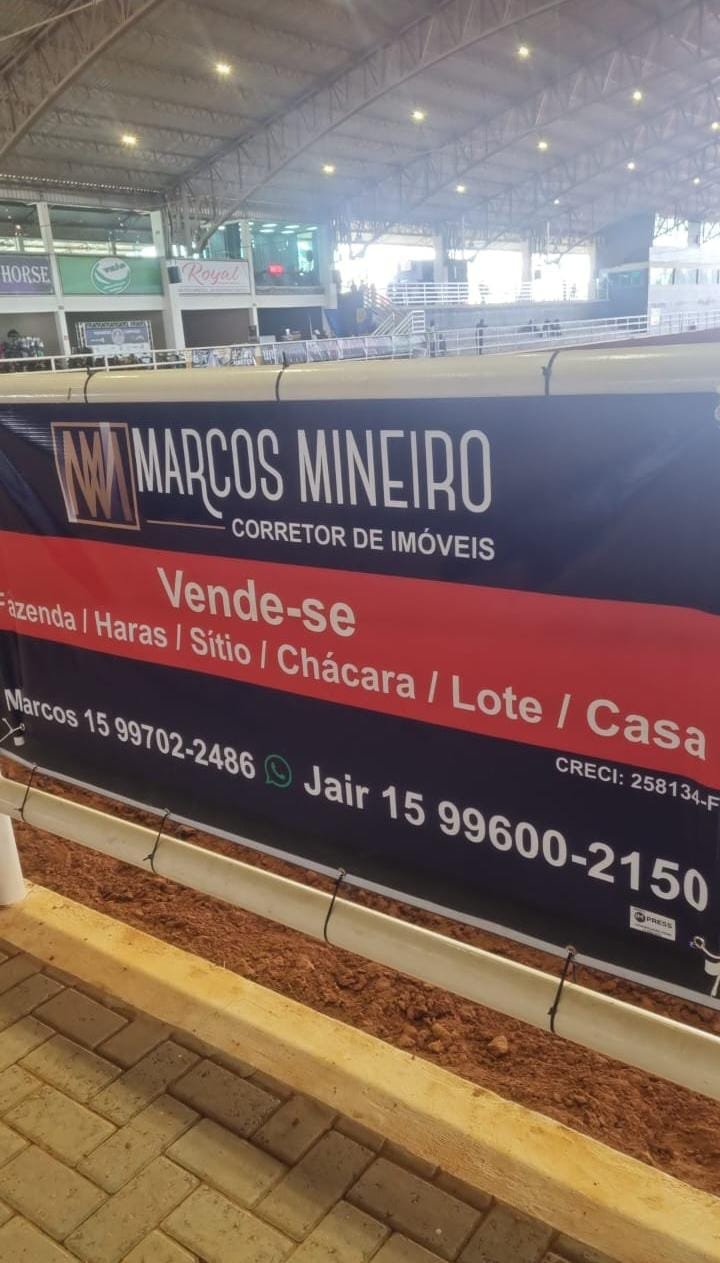 HORSE
Royal
MARCOS MINEIRO
CORRETOR DE IMÓVEIS
Vende-se
Fazenda / Haras / Sítio / Chácara / Lote / Casa
CRECI: 258134-F
Marcos 15 99702-2486 Jair 15 99600-2150
PRESS